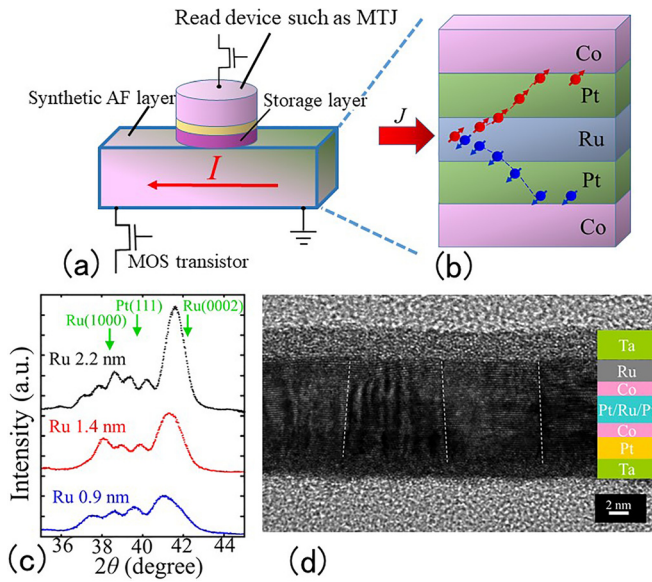 Read device such as MTJ
Synthetic AF layer
Storage layer
I
MOS transistor
(a)
J
Co
Pt
Ru
Pt
Co
(b)
Intensity (a.u.)
Ru(1000)
Pt(111)
Ru(0002)
Ru 2.2 nm
Ru 1.4 nm
Ru 0.9 nm
36 38 40 42 44
2θ (degree)
(c)
Ta
Ru
Co
Pt/Ru/P
Co
Pt
Ta
2 nm
(d)